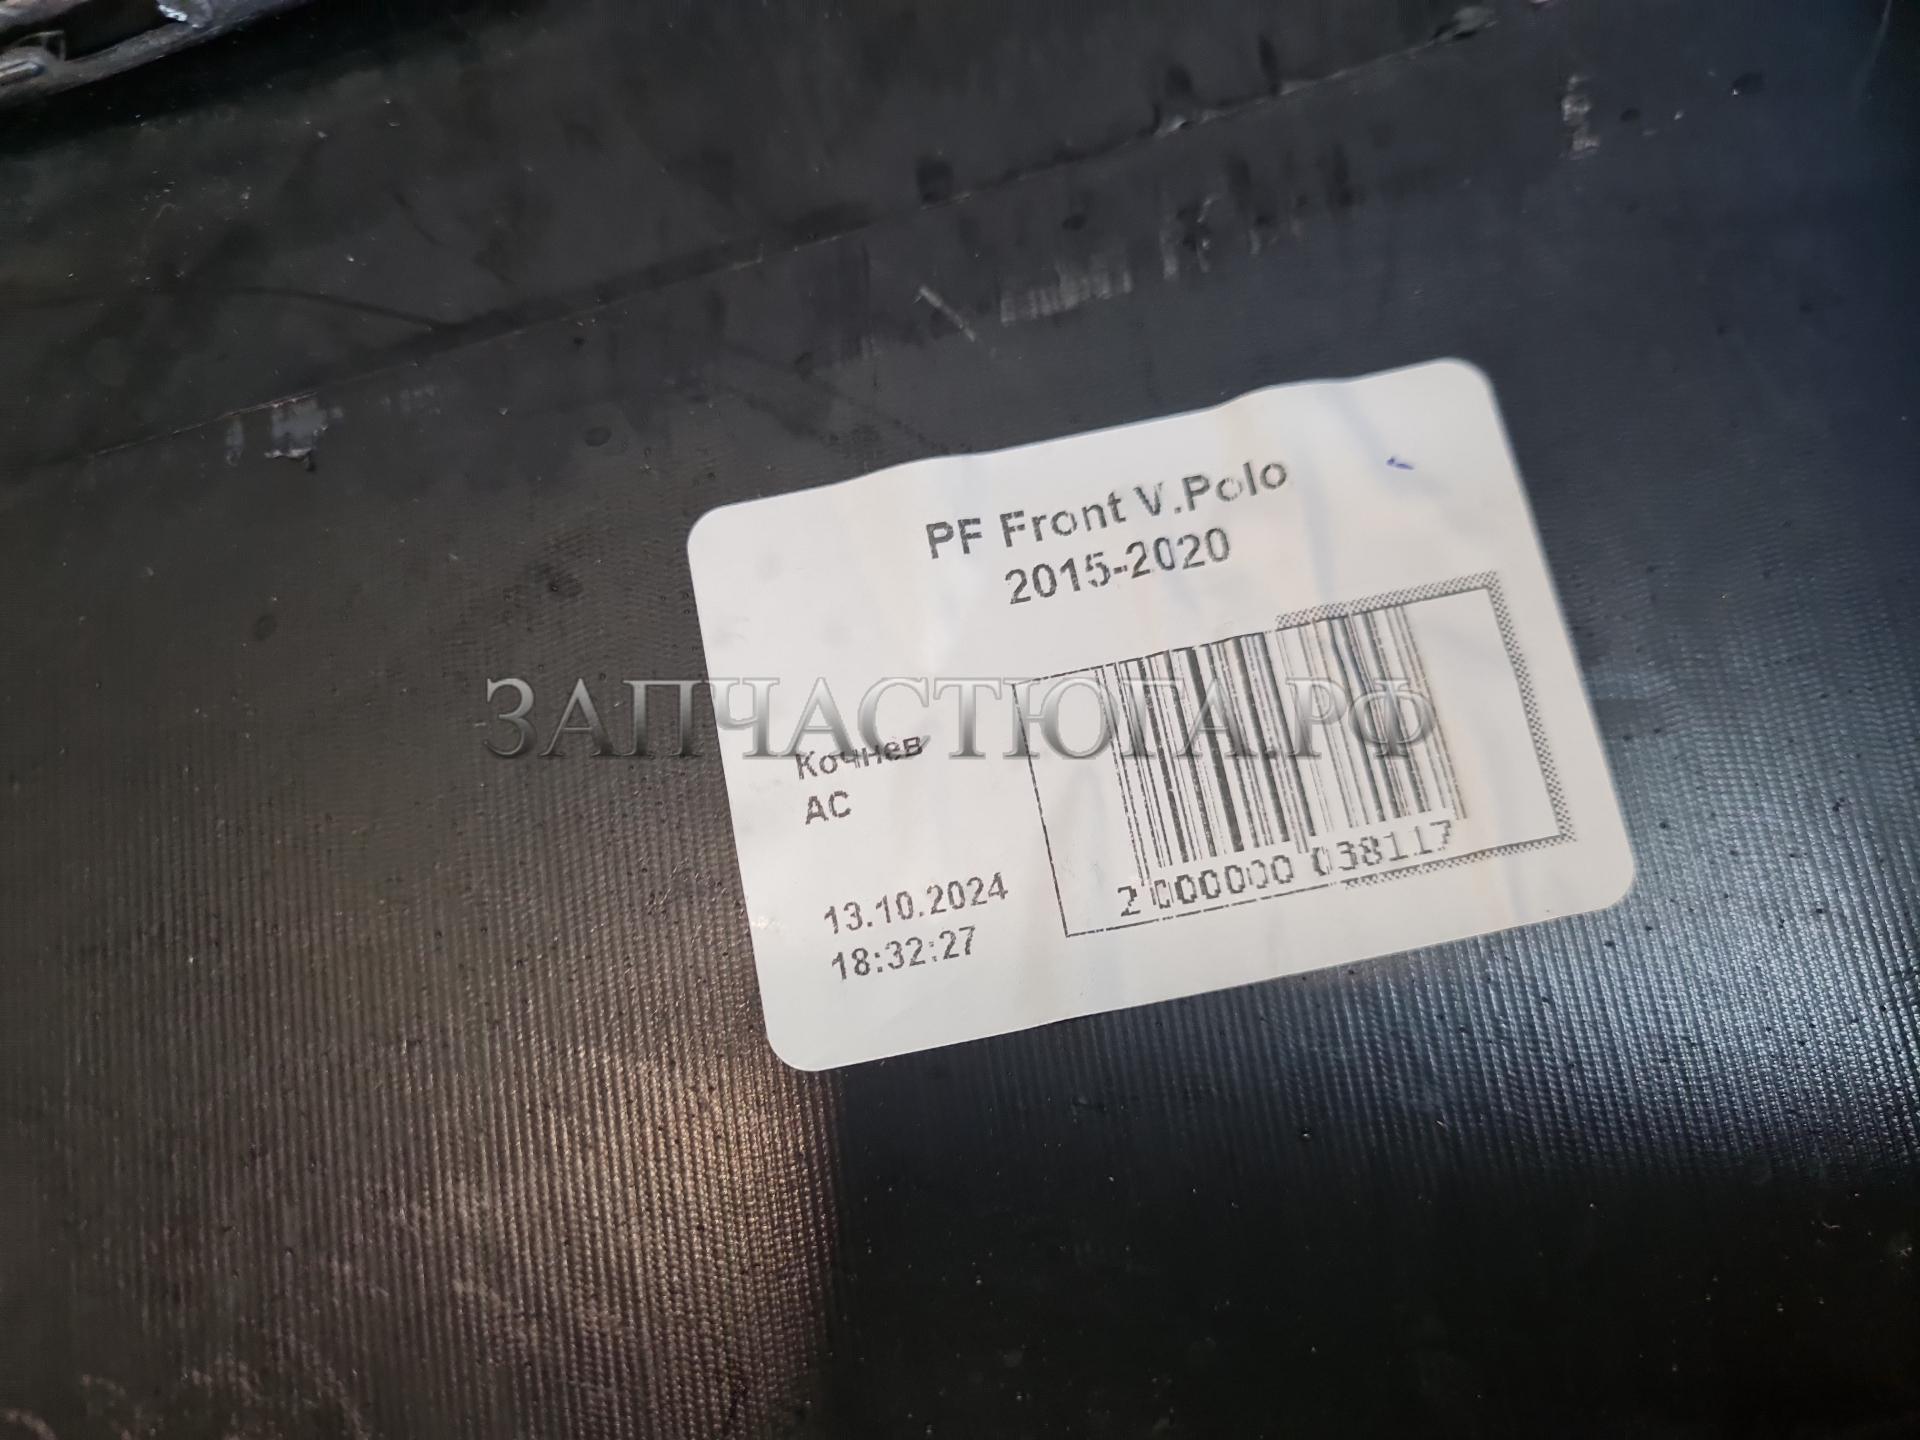 PF Front V.Polo
2015-2020
ЗАПЧАСТЮГА.РФ
Кочнев
АС
13.10.2024
18:32:27
2 000000 038117